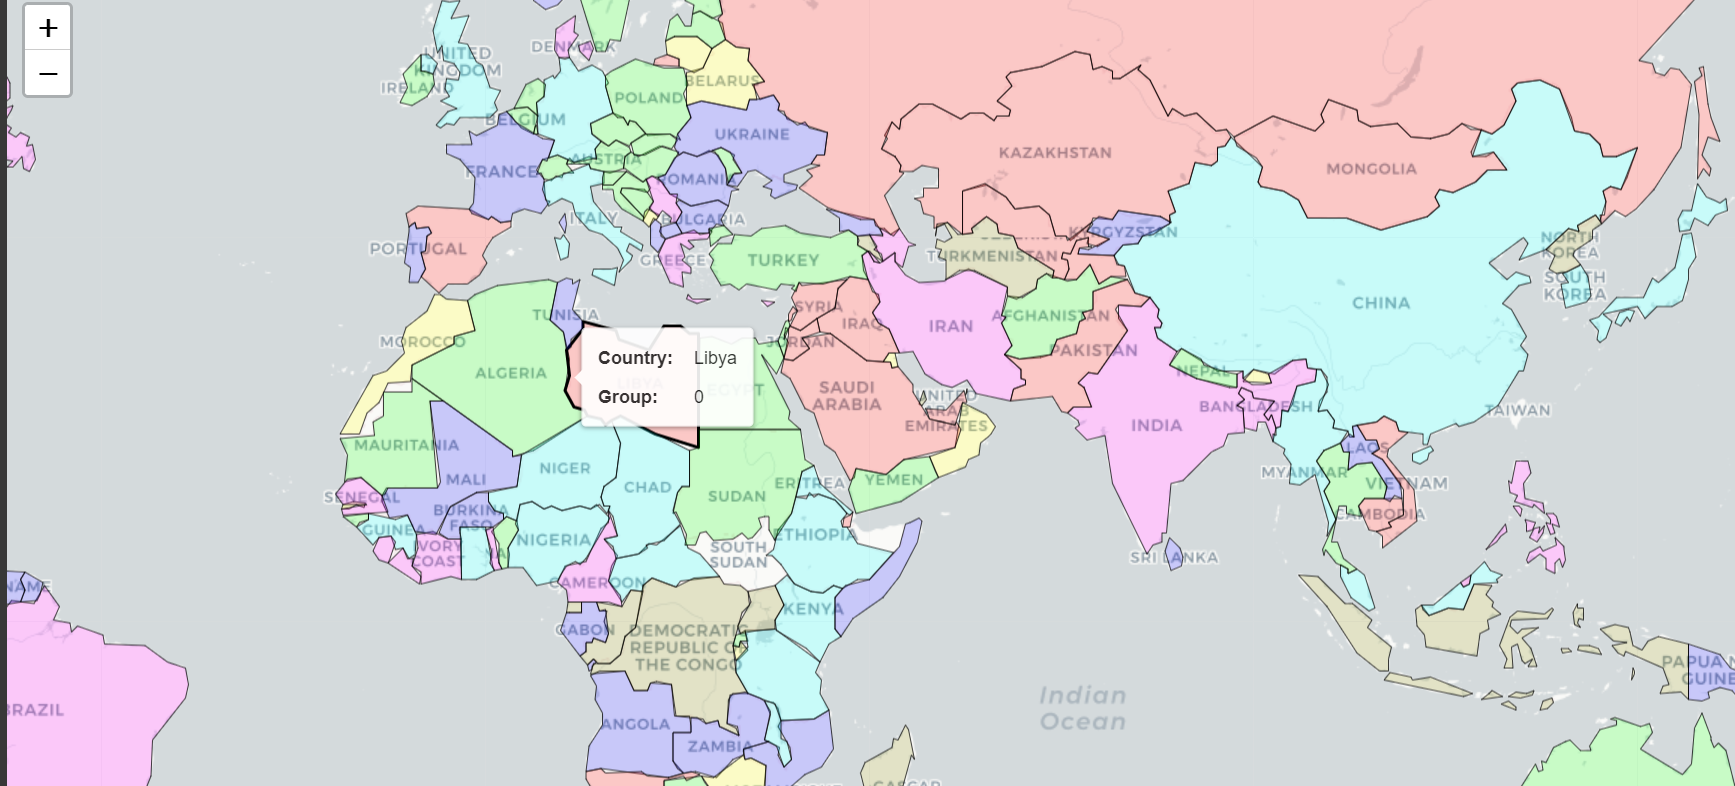 +
−
UNITED
KINGDOM
IRELAND
DENMARK
BELARUS
POLAND
BELGIUM
UKRAINE
FRANCE
AUSTRIA
ROMANIA
ITALY
BULGARIA
PORTUGAL
GREECE
TURKEY
KAZAKHSTAN
MONGOLIA
KYRGYZSTAN
TURKMENISTAN
NORTH
KOREA
SOUTH
KOREA
CHINA
TUNISIA
SYRIA
IRAQ
IRAN
AFGHANISTAN
MOROCCO
JORDAN
PAKISTAN
ALGERIA
Country: Libya
LIBYA
EGYPT
Group: 0
NEPAL
SAUDI
ARABIA
UNITED
ARAB
EMIRATES
BANGLADESH
INDIA
TAIWAN
MAURITANIA
LAOS
NIGER
MALI
CHAD
SUDAN
ERITREA
YEMEN
MYANMAR
VIETNAM
SENEGAL
BURKINA
FASO
CAMBODIA
GUINEA
IVORY
COAST
NIGERIA
ETHIOPIA
SOUTH
SUDAN
SRI LANKA
CAMEROON
NAME
KENYA
GABON
DEMOCRATIC
REPUBLIC O
THE CONGO
PAPUA N
GUINE
BRAZIL
Indian
Ocean
ANGOLA
ZAMBIA